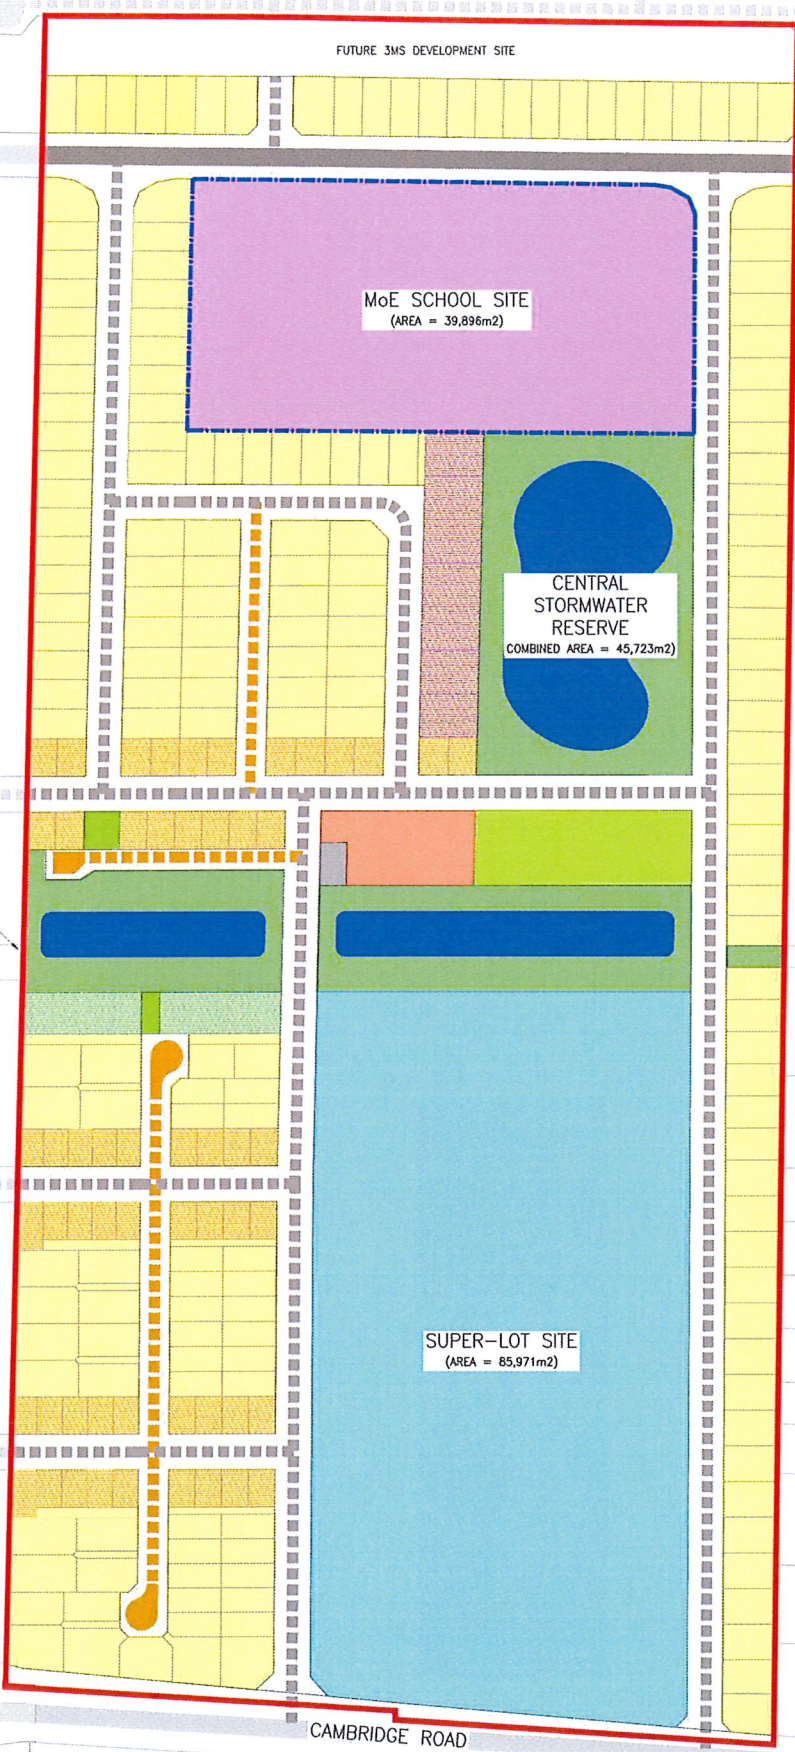 FUTURE 3MS DEVELOPMENT SITE
MoE SCHOOL SITE
(AREA = 39,896m2)
CENTRAL
STORMWATER
RESERVE
COMBINED AREA = 45,723m2)
SUPER-LOT SITE
(AREA = 85,971m2)
CAMBRIDGE ROAD